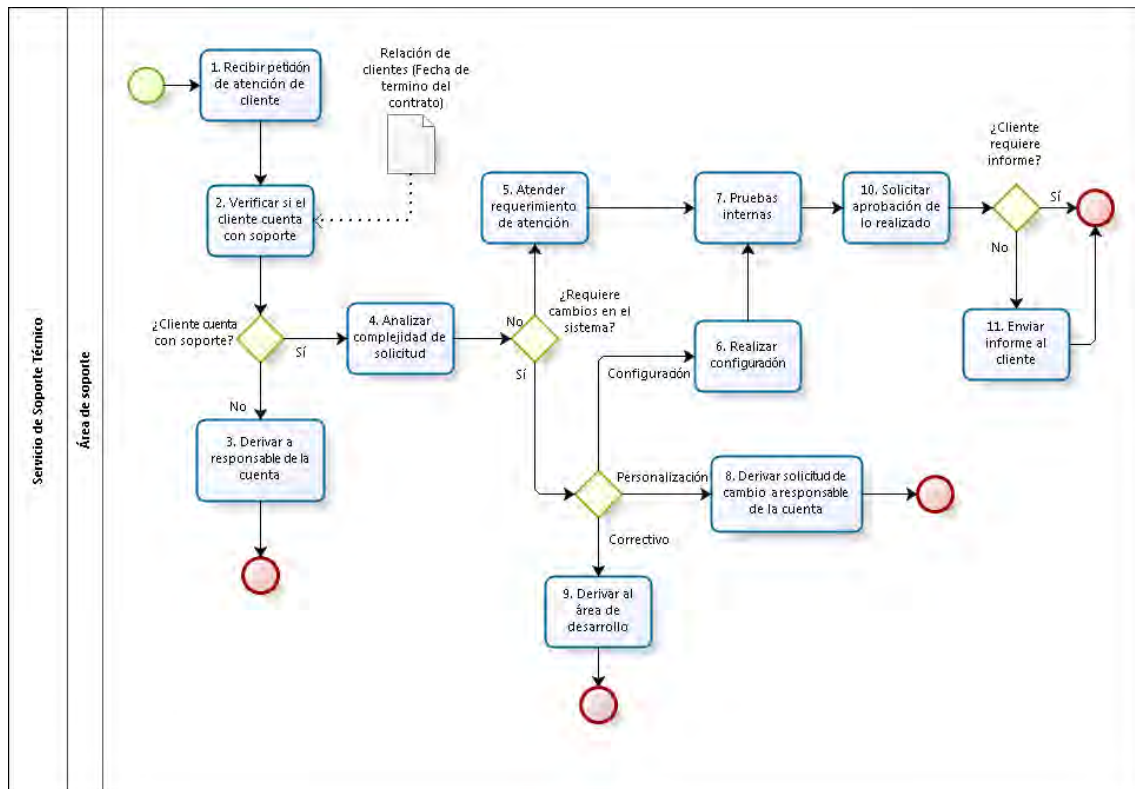 Servicio de Soporte Técnico
Área de soporte
1. Recibir petición
de atención de
cliente
Relación de
clientes (Fecha de
termino del
contrato)
2. Verificar si el
cliente cuenta
con soporte
¿Cliente cuenta
con soporte?
Sí
No
3. Derivar a
responsable de la
cuenta
4. Analizar
complejidad de
solicitud
¿Requiere
cambios en el
sistema?
No
Sí
5. Atender
requerimiento
de atención
7. Pruebas
internas
10. Solicitar
aprobación de
lo realizado
¿Cliente
requiere
informe?
Sí
No
11. Enviar
informe al
cliente
6. Realizar
configuración
Configuración
Personalización
8. Derivar solicitud de
cambio a responsable
de la cuenta
Correctivo
9. Derivar al
área de
desarrollo